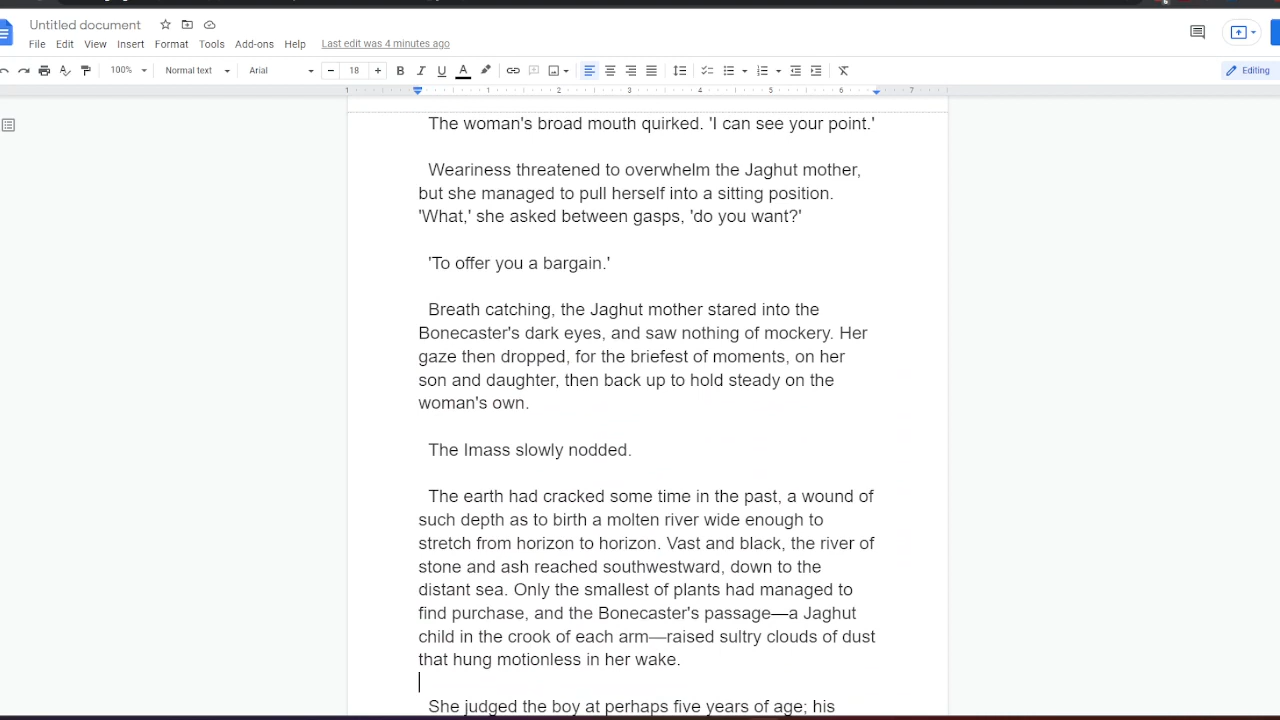 Untitled document
File Edit View Insert Format Tools Add-ons Help Last edit was 4 minutes ago
100% Normal text Arial 18 B I U A Editing
1 1 2 3 4 5 6 7
The woman's broad mouth quirked. 'I can see your point.'
Weariness threatened to overwhelm the Jaghut mother,
but she managed to pull herself into a sitting position.
'What,' she asked between gasps, 'do you want?'
'To offer you a bargain.'
Breath catching, the Jaghut mother stared into the
Bonecaster's dark eyes, and saw nothing of mockery. Her
gaze then dropped, for the briefest of moments, on her
son and daughter, then back up to hold steady on the
woman's own.
The Imass slowly nodded.
The earth had cracked some time in the past, a wound of
such depth as to birth a molten river wide enough to
stretch from horizon to horizon. Vast and black, the river of
stone and ash reached southwestward, down to the
distant sea. Only the smallest of plants had managed to
find purchase, and the Bonecaster's passage—a Jaghut
child in the crook of each arm—raised sultry clouds of dust
that hung motionless in her wake.
She judged the boy at perhaps five years of age; his